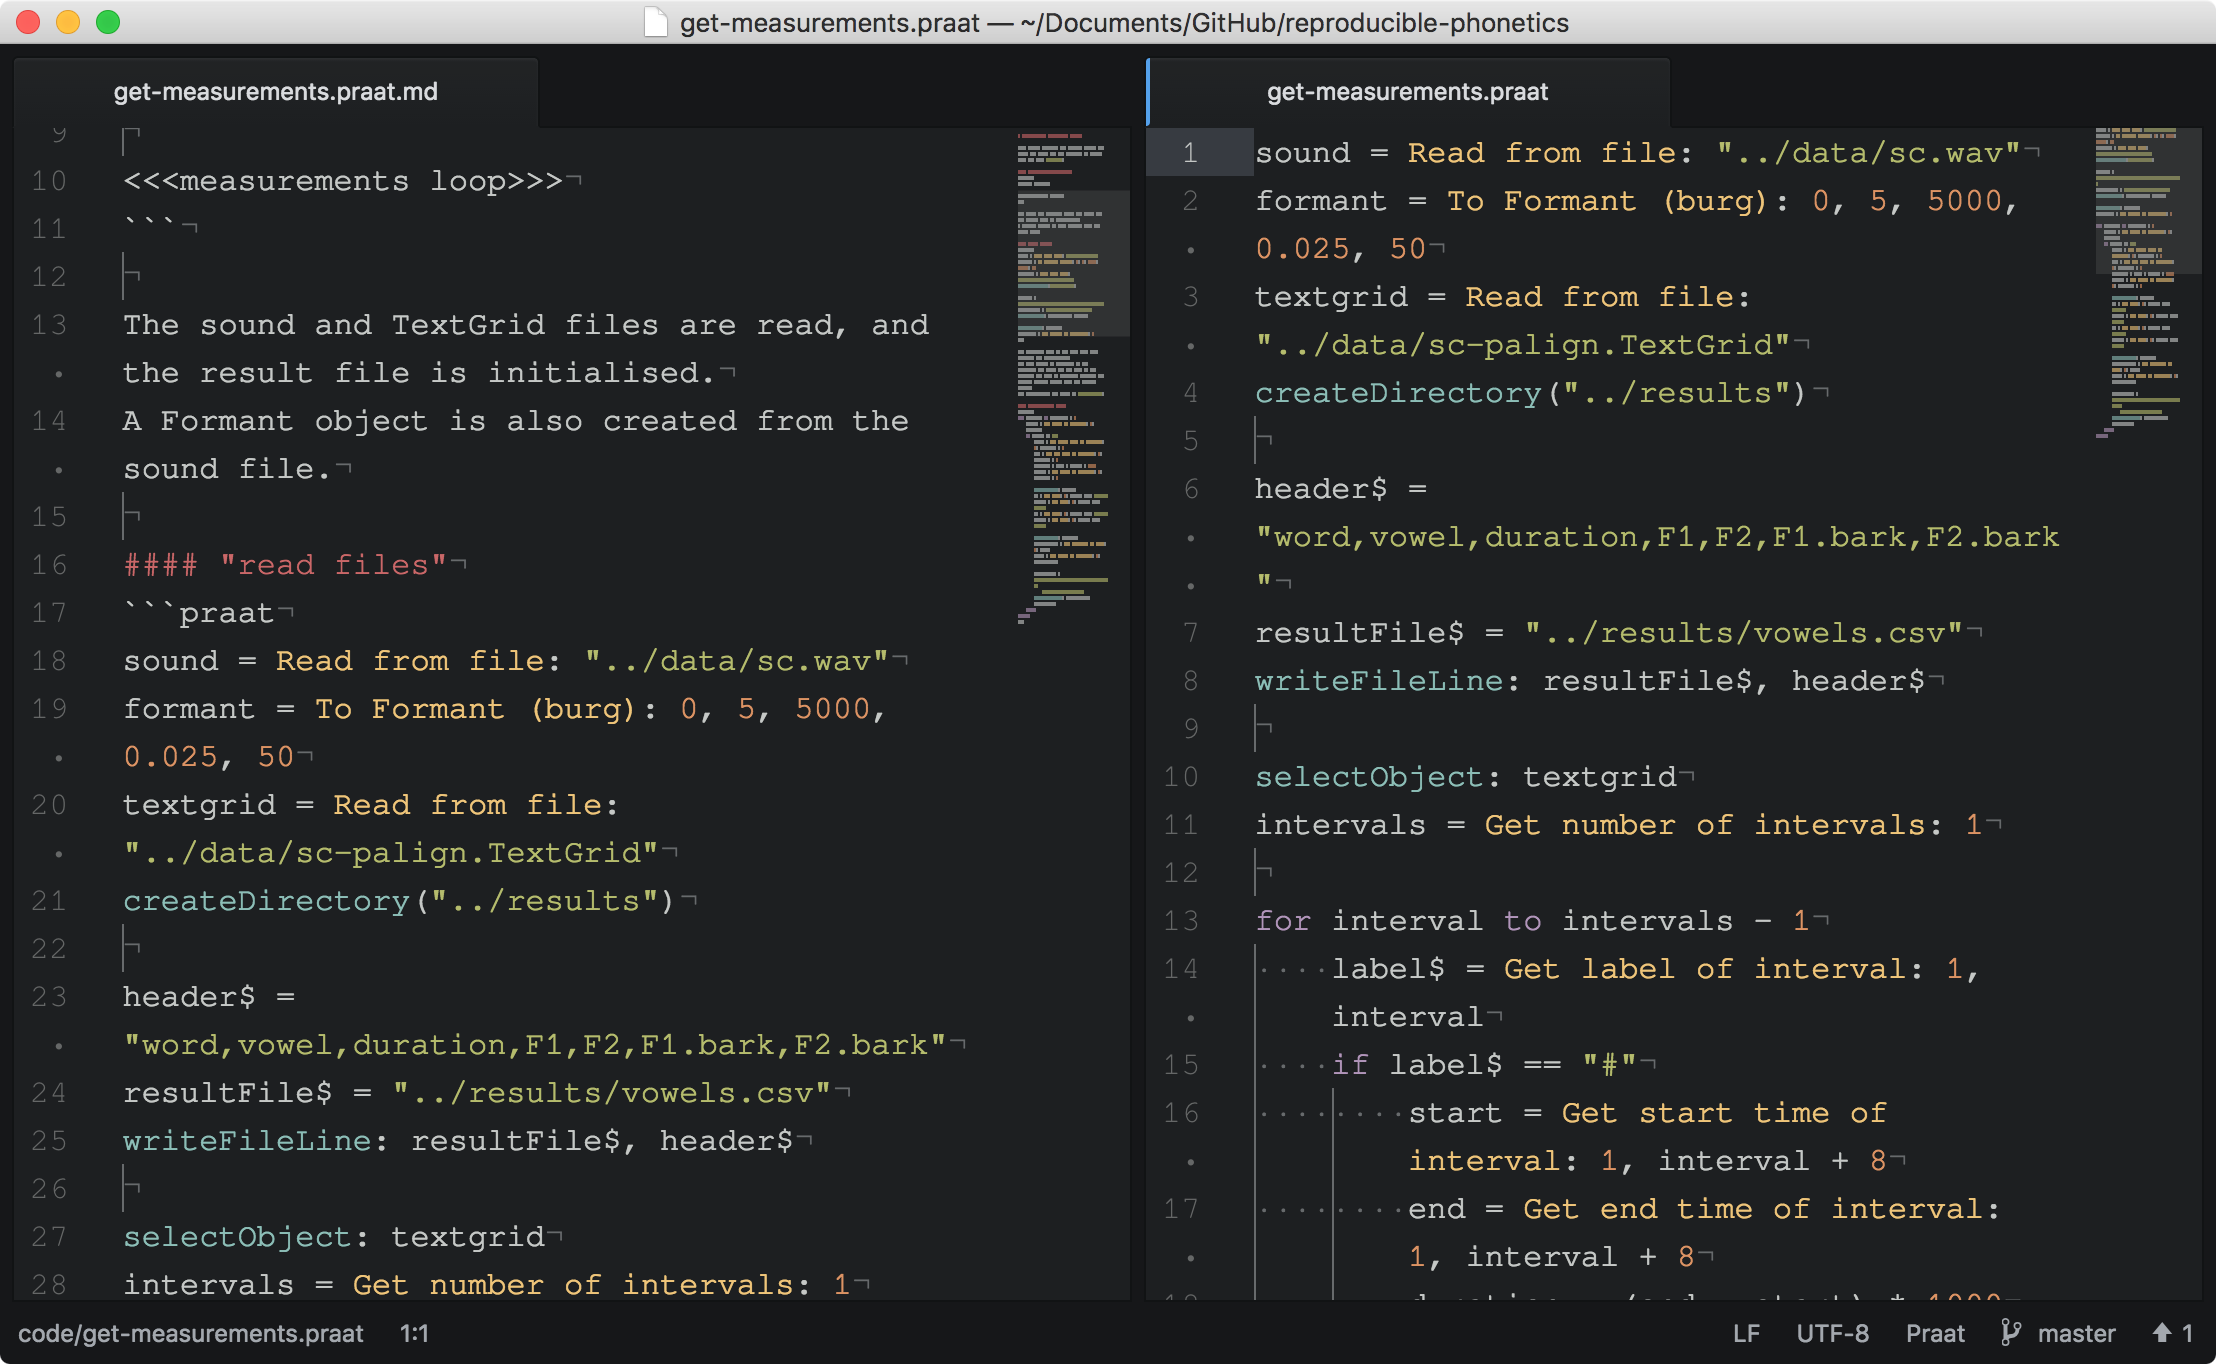 get-measurements.praat — ~/Documents/GitHub/reproducible-phonetics
get-measurements.praat.md
9 ¬
10 <<<measurements loop>>>¬
11 ```¬
12 ¬
13 The sound and TextGrid files are read, and
• the result file is initialised.¬
14 A Formant object is also created from the
• sound file.¬
15 ¬
16 #### "read files"¬
17 ```praat¬
18 sound = Read from file: "../data/sc.wav"¬
19 formant = To Formant (burg): 0, 5, 5000,
• 0.025, 50¬
20 textgrid = Read from file:
• "../data/sc-palign.TextGrid"¬
21 createDirectory("../results")¬
22 ¬
23 header$ =
• "word,vowel,duration,F1,F2,F1.bark,F2.bark"¬
24 resultFile$ = "../results/vowels.csv"¬
25 writeFileLine: resultFile$, header$¬
26 ¬
27 selectObject: textgrid¬
28 intervals = Get number of intervals: 1¬
get-measurements.praat
1 sound = Read from file: "../data/sc.wav"¬
2 formant = To Formant (burg): 0, 5, 5000,
• 0.025, 50¬
3 textgrid = Read from file:
• "../data/sc-palign.TextGrid"¬
4 createDirectory("../results")¬
5 ¬
6 header$ =
• "word,vowel,duration,F1,F2,F1.bark,F2.bark
• "¬
7 resultFile$ = "../results/vowels.csv"¬
8 writeFileLine: resultFile$, header$¬
9 ¬
10 selectObject: textgrid¬
11 intervals = Get number of intervals: 1¬
12 ¬
13 for interval to intervals - 1¬
14 ····label$ = Get label of interval: 1,
• interval¬
15 ····if label$ == "#"¬
16 ········start = Get start time of
• interval: 1, interval + 8¬
17 ········end = Get end time of interval:
• 1, interval + 8¬
code/get-measurements.praat 1:1
LF UTF-8 Praat master 1